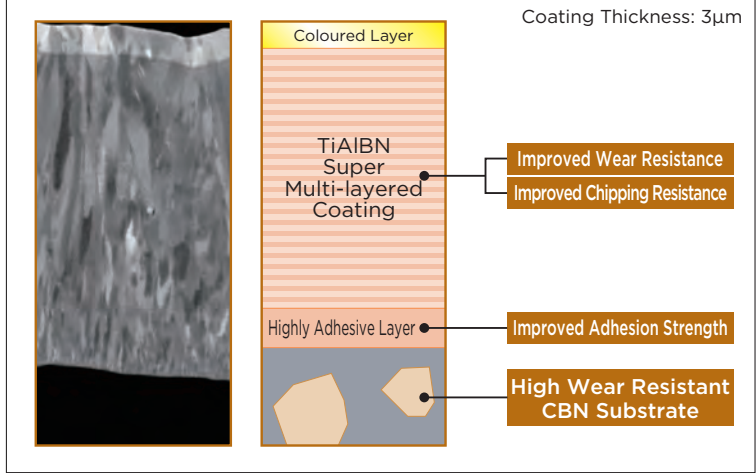 Coating Thickness: 3μm
Coloured Layer
TiAlBN
Super
Multi-layered
Coating
Improved Wear Resistance
Improved Chipping Resistance
Highly Adhesive Layer
Improved Adhesion Strength
High Wear Resistant
CBN Substrate